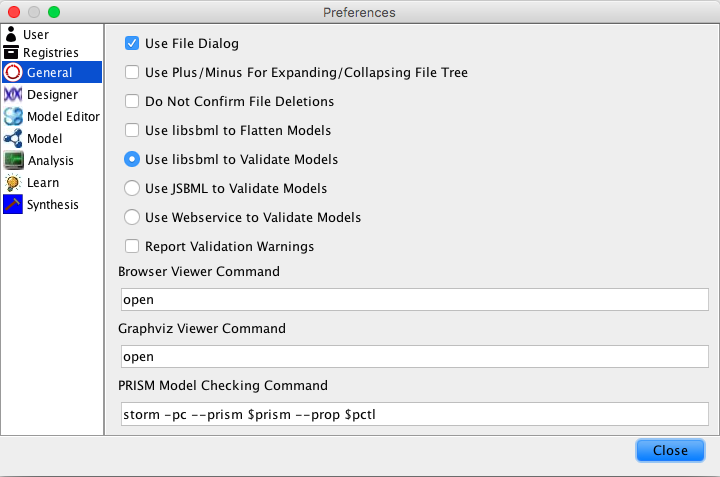 Preferences
User
Registries
General
Designer
Model Editor
Model
Analysis
Learn
Synthesis
Use File Dialog
Use Plus/Minus For Expanding/Collapsing File Tree
Do Not Confirm File Deletions
Use libsbml to Flatten Models
Use libsbml to Validate Models
Use JSBML to Validate Models
Use Webservice to Validate Models
Report Validation Warnings
Browser Viewer Command
open
Graphviz Viewer Command
open
PRISM Model Checking Command
storm -pc --prism $prism --prop $pctl
Close